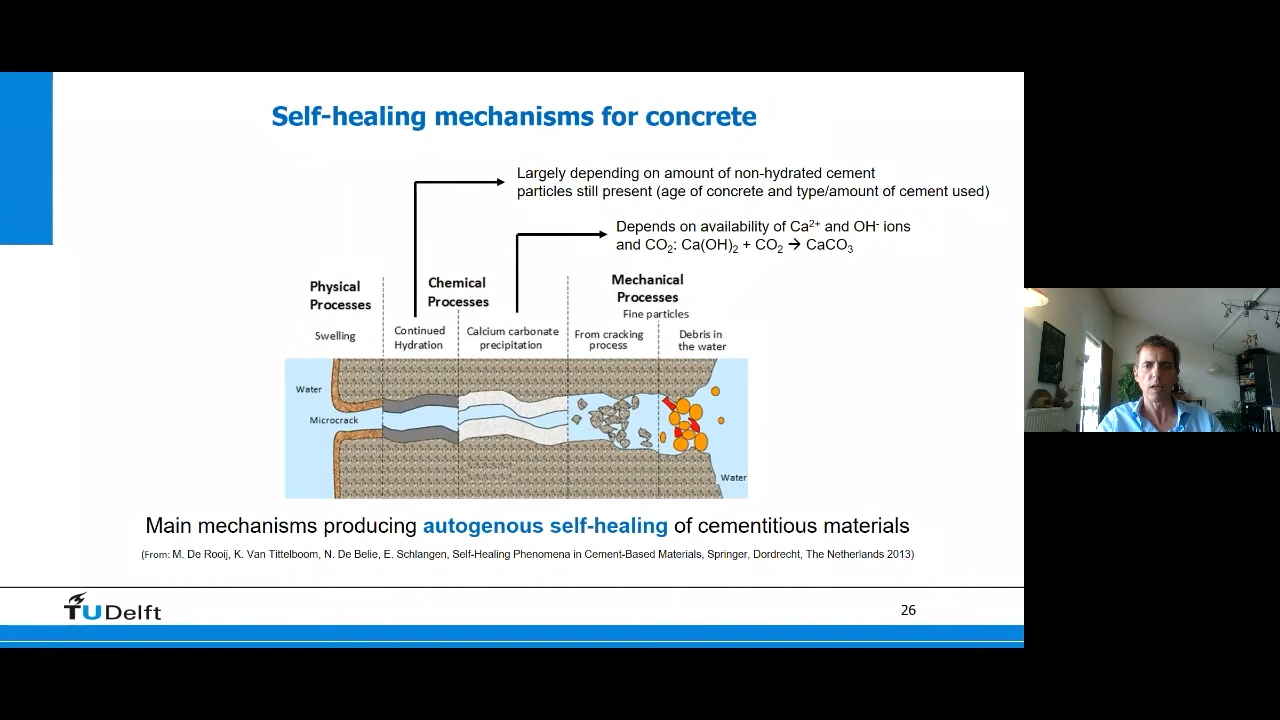 Self-healing mechanisms for concrete
Largely depending on amount of non-hydrated cement
particles still present (age of concrete and type/amount of cement used)
Depends on availability of Ca²⁺ and OH⁻ ions
and CO₂: Ca(OH)₂ + CO₂ → CaCO₃
Physical
Processes
Chemical
Processes
Mechanical
Processes
Fine particles
Swelling
Continued
Hydration
Calcium carbonate
precipitation
From cracking
process
Debris in
the water
Water
Microcrack
Water
Main mechanisms producing autogenous self-healing of cementitious materials
(From: M. De Rooij, K. Van Tittelboom, N. De Belie, E. Schlangen, Self-Healing Phenomena in Cement-Based Materials, Springer, Dordrecht, The Netherlands 2013)
TU Delft
26